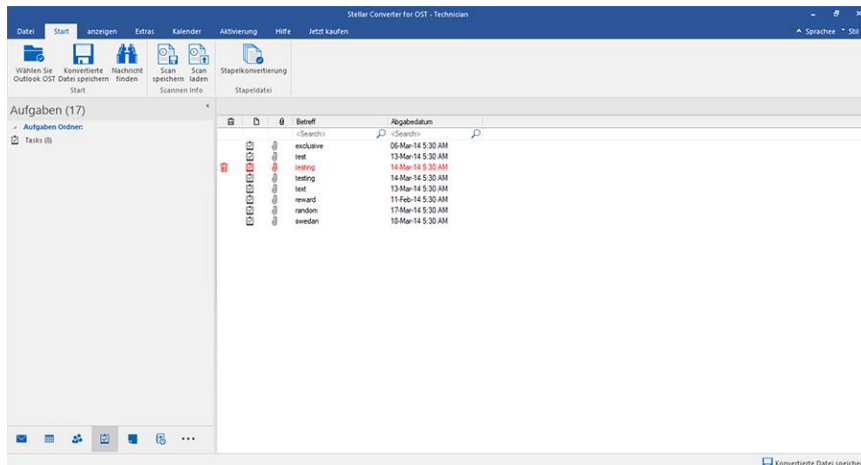 Stellar Converter for OST - Technician
Datei Start anzeigen Extras Kalender Aktivierung Hilfe Jetzt kaufen Sprachee Stil
Wählen Sie Outlook OST
Konvertierte Datei speichern
Nachricht finden
Start
Scan speichern
Scan laden
Scannen Info
Stapelkonvertierung
Stapeldatei
Aufgaben (17)
Aufgaben Ordner:
Tasks (8)
Betreff Abgabedatum
<Search> <Search>
exclusive 06-Mar-14 5:30 AM
test 13-Mar-14 5:30 AM
testing 14-Mar-14 5:30 AM
testing 14-Mar-14 5:30 AM
text 13-Mar-14 5:30 AM
reward 11-Feb-14 5:30 AM
random 17-Mar-14 5:30 AM
swedan 18-Mar-14 5:30 AM
Konvertierte Datei speicher